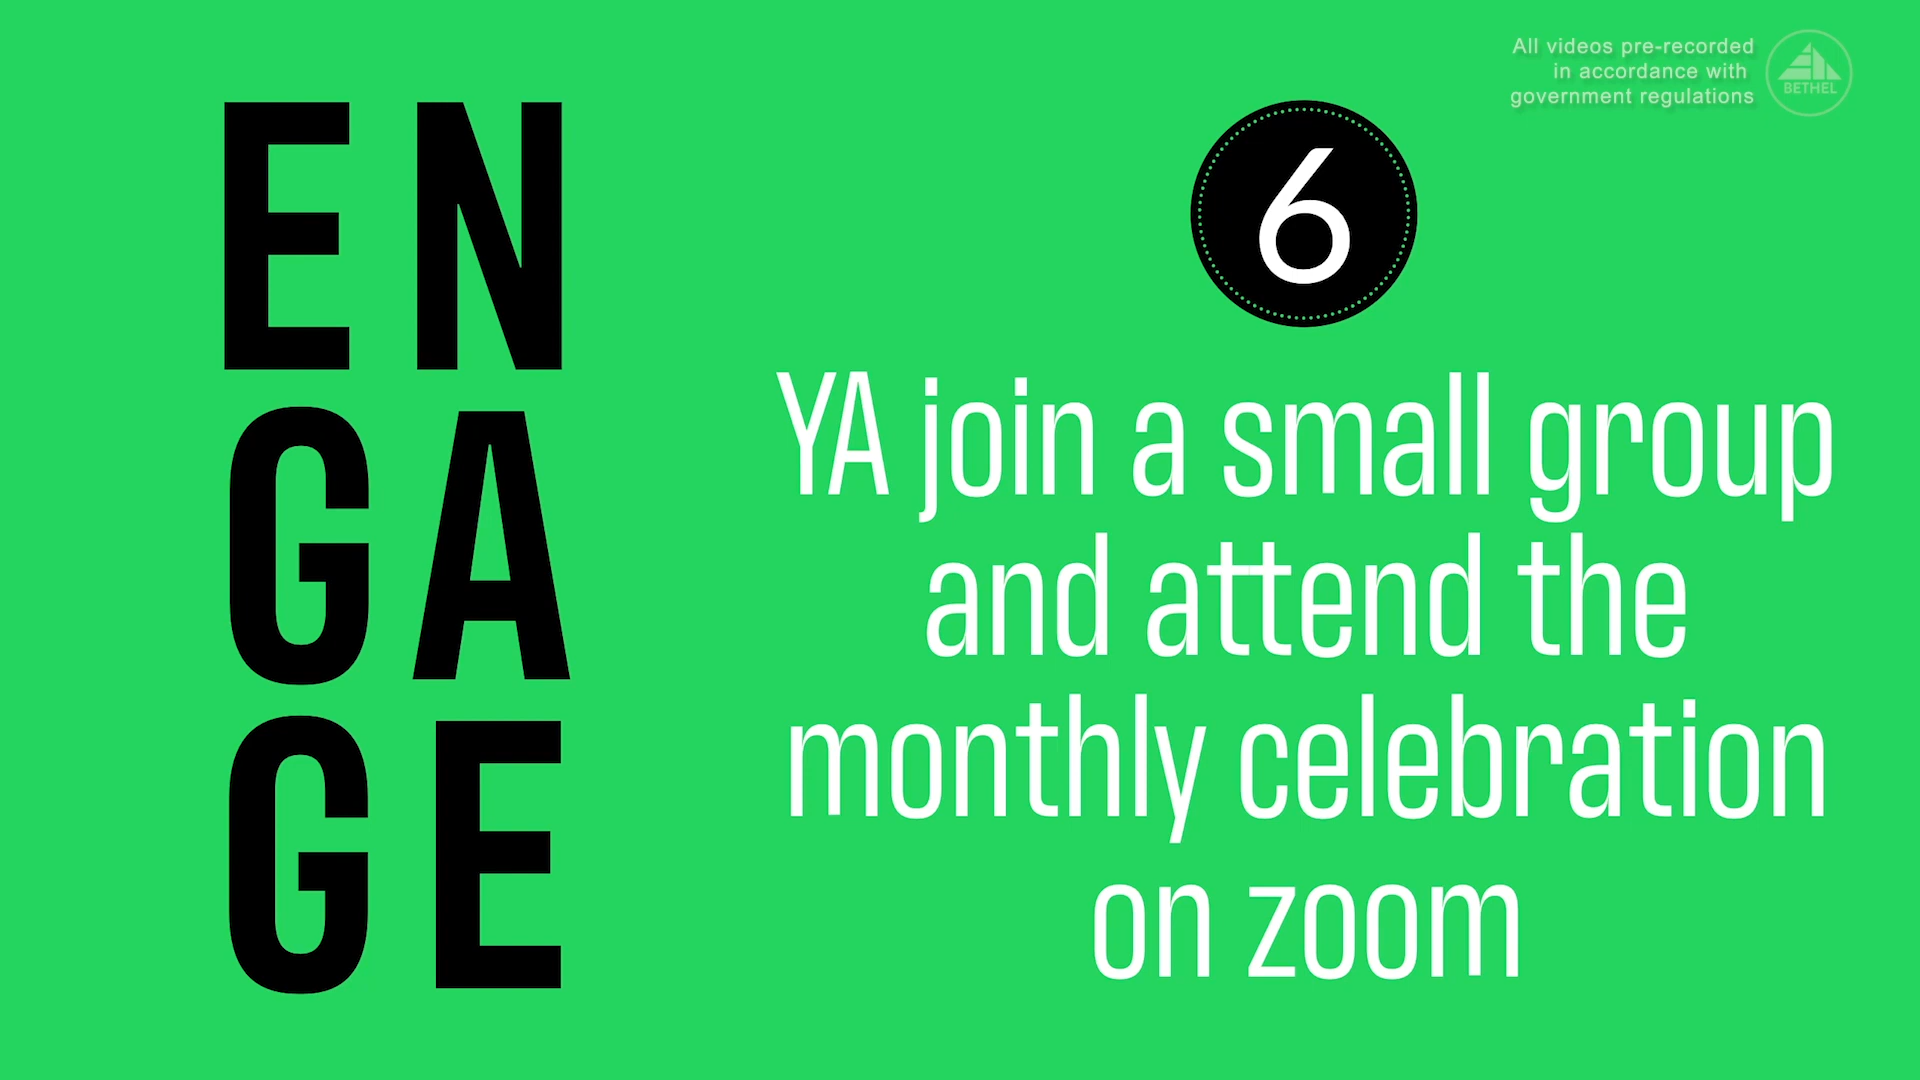 EN
GA
GE
All videos pre-recorded
in accordance with
government regulations
BETHEL
6
YA join a small group
and attend the
monthly celebration
on zoom